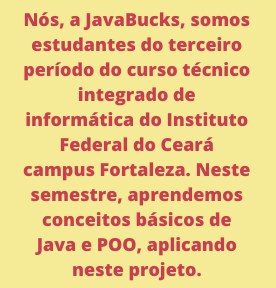 Nós, a JavaBucks, somos
estudantes do terceiro
período do curso técnico
integrado de
informática do Instituto
Federal do Ceará
campus Fortaleza. Neste
semestre, aprendemos
conceitos básicos de
Java e POO, aplicando
neste projeto.